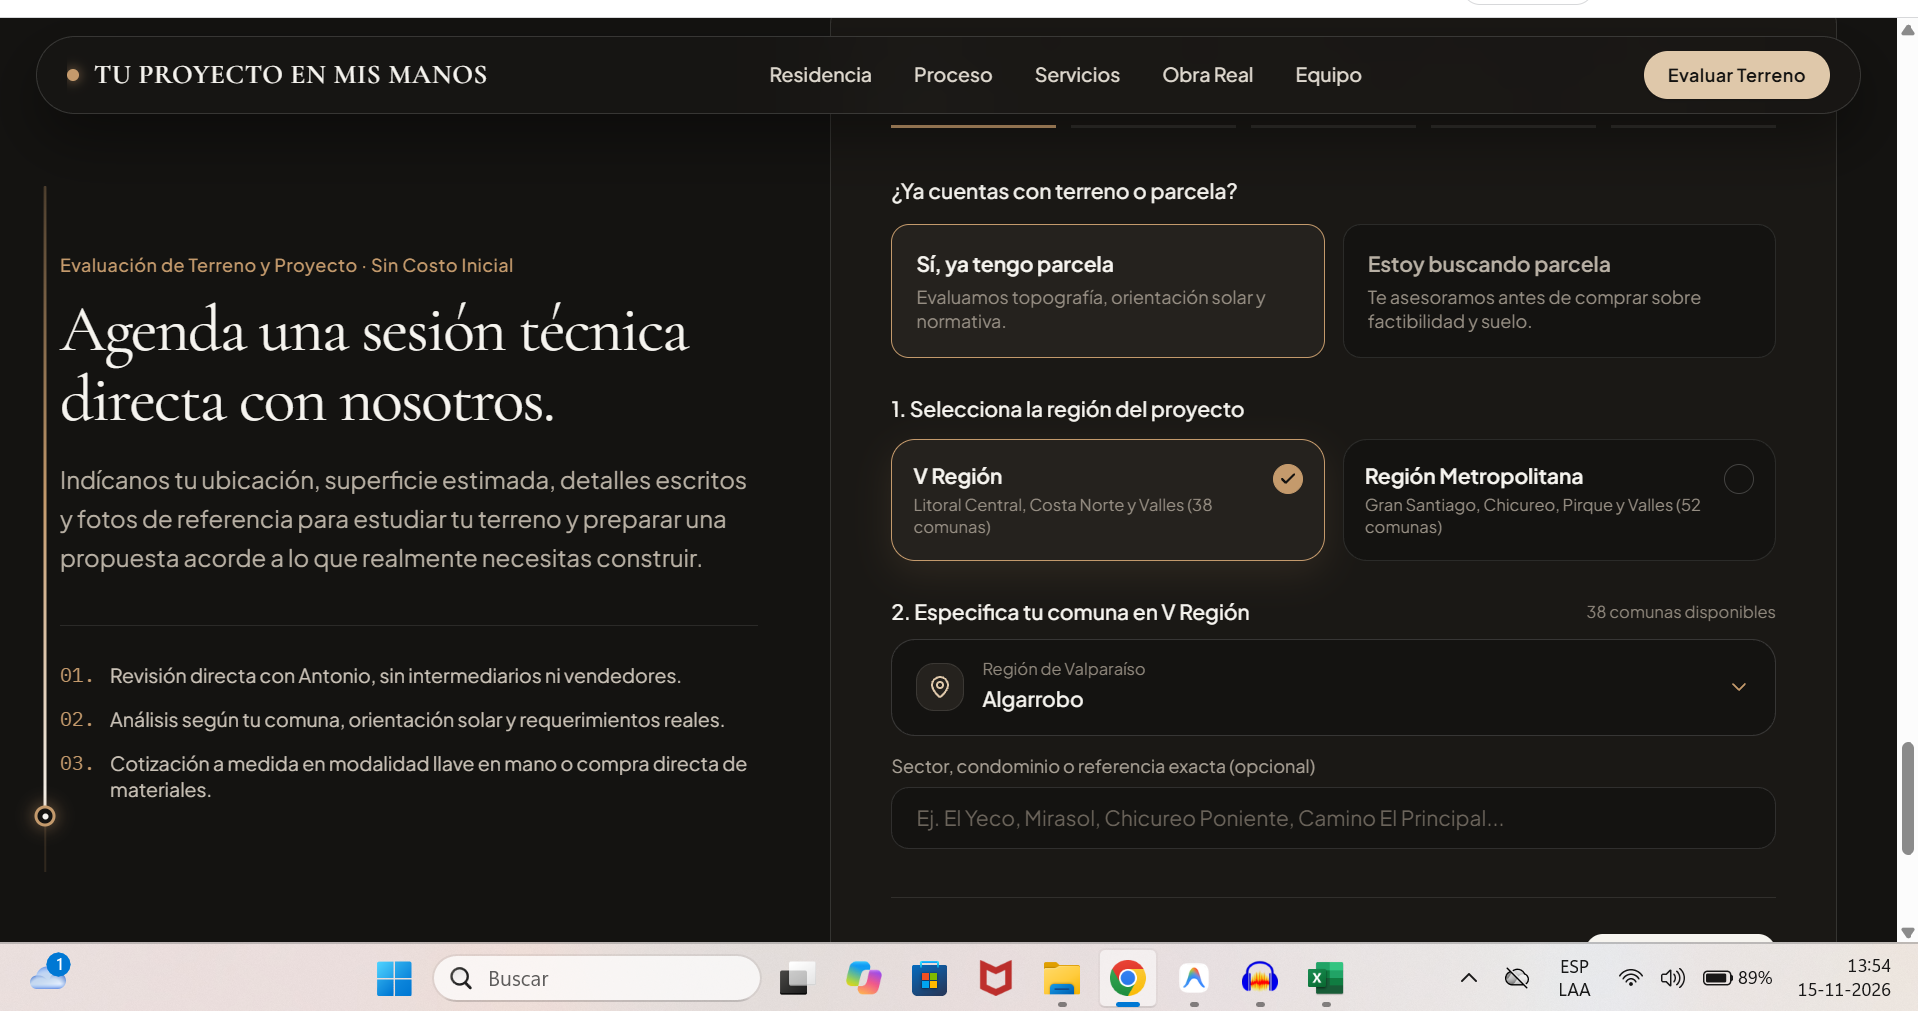 TU PROYECTO EN MIS MANOS
Residencia
Proceso
Servicios
Obra Real
Equipo
Evaluar Terreno
Evaluación de Terreno y Proyecto · Sin Costo Inicial
Agenda una sesión técnica
directa con nosotros.
Indícanos tu ubicación, superficie estimada, detalles escritos
y fotos de referencia para estudiar tu terreno y preparar una
propuesta acorde a lo que realmente necesitas construir.
01. Revisión directa con Antonio, sin intermediarios ni vendedores.
02. Análisis según tu comuna, orientación solar y requerimientos reales.
03. Cotización a medida en modalidad llave en mano o compra directa de
materiales.
¿Ya cuentas con terreno o parcela?
Sí, ya tengo parcela
Evaluamos topografía, orientación solar y
normativa.
Estoy buscando parcela
Te asesoramos antes de comprar sobre
factibilidad y suelo.
1. Selecciona la región del proyecto
V Región
Litoral Central, Costa Norte y Valles (38
comunas)
Región Metropolitana
Gran Santiago, Chicureo, Pirque y Valles (52
comunas)
2. Especifica tu comuna en V Región
38 comunas disponibles
Región de Valparaíso
Algarrobo
Sector, condominio o referencia exacta (opcional)
Ej. El Yeco, Mirasol, Chicureo Poniente, Camino El Principal...
1
Buscar
ESP
LAA
89%
13:54
15-11-2026